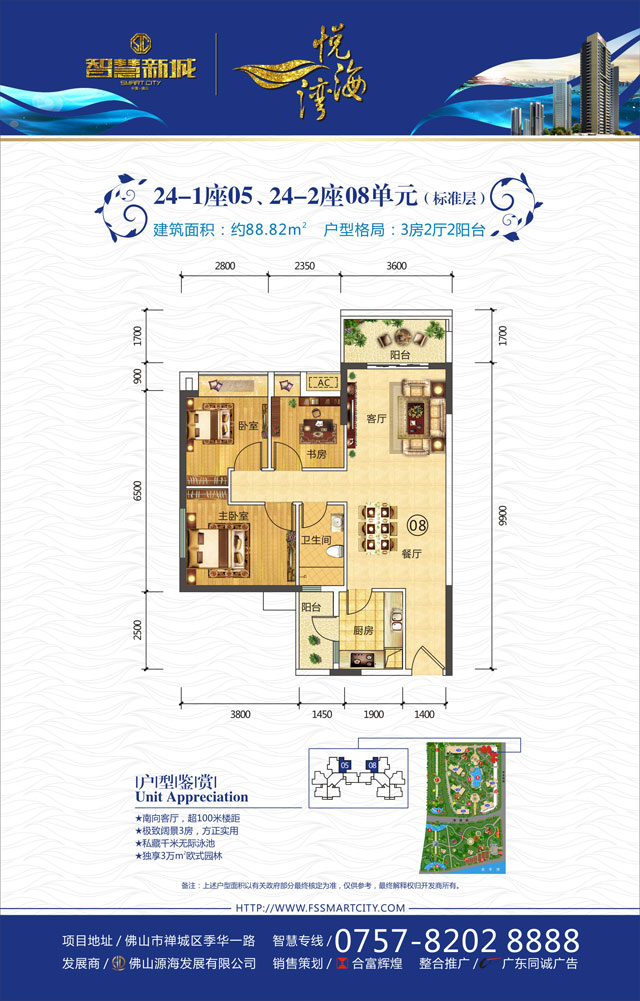 SIC
智慧新城
SMART CITY
中国·佛山
悦海湾
24-1座05、24-2座08单元（标准层）
建筑面积：约88.82m² 户型格局：3房2厅2阳台
2800 2350 3600
1700
900
6500
2500
1700
9900
阳台
AC
卧室
书房
客厅
主卧室
卫生间
08
餐厅
阳台
厨房
3800 1450 1900 1400
户型鉴赏
Unit Appreciation
★南向客厅，超100米楼距
★极致阔景3房，方正实用
★私藏千米无际泳池
★独享3万m²欧式园林
05 08
备注：上述户型面积以有关政府部分最终核定为准，仅供参考，最终解释权归开发商所有。
HTTP://WWW.FSSMARTCITY.COM
项目地址 / 佛山市禅城区季华一路 智慧专线 / 0757-8202 8888
发展商 / 佛山源海发展有限公司 销售策划 / 合富辉煌 整合推广 / 广东同诚广告